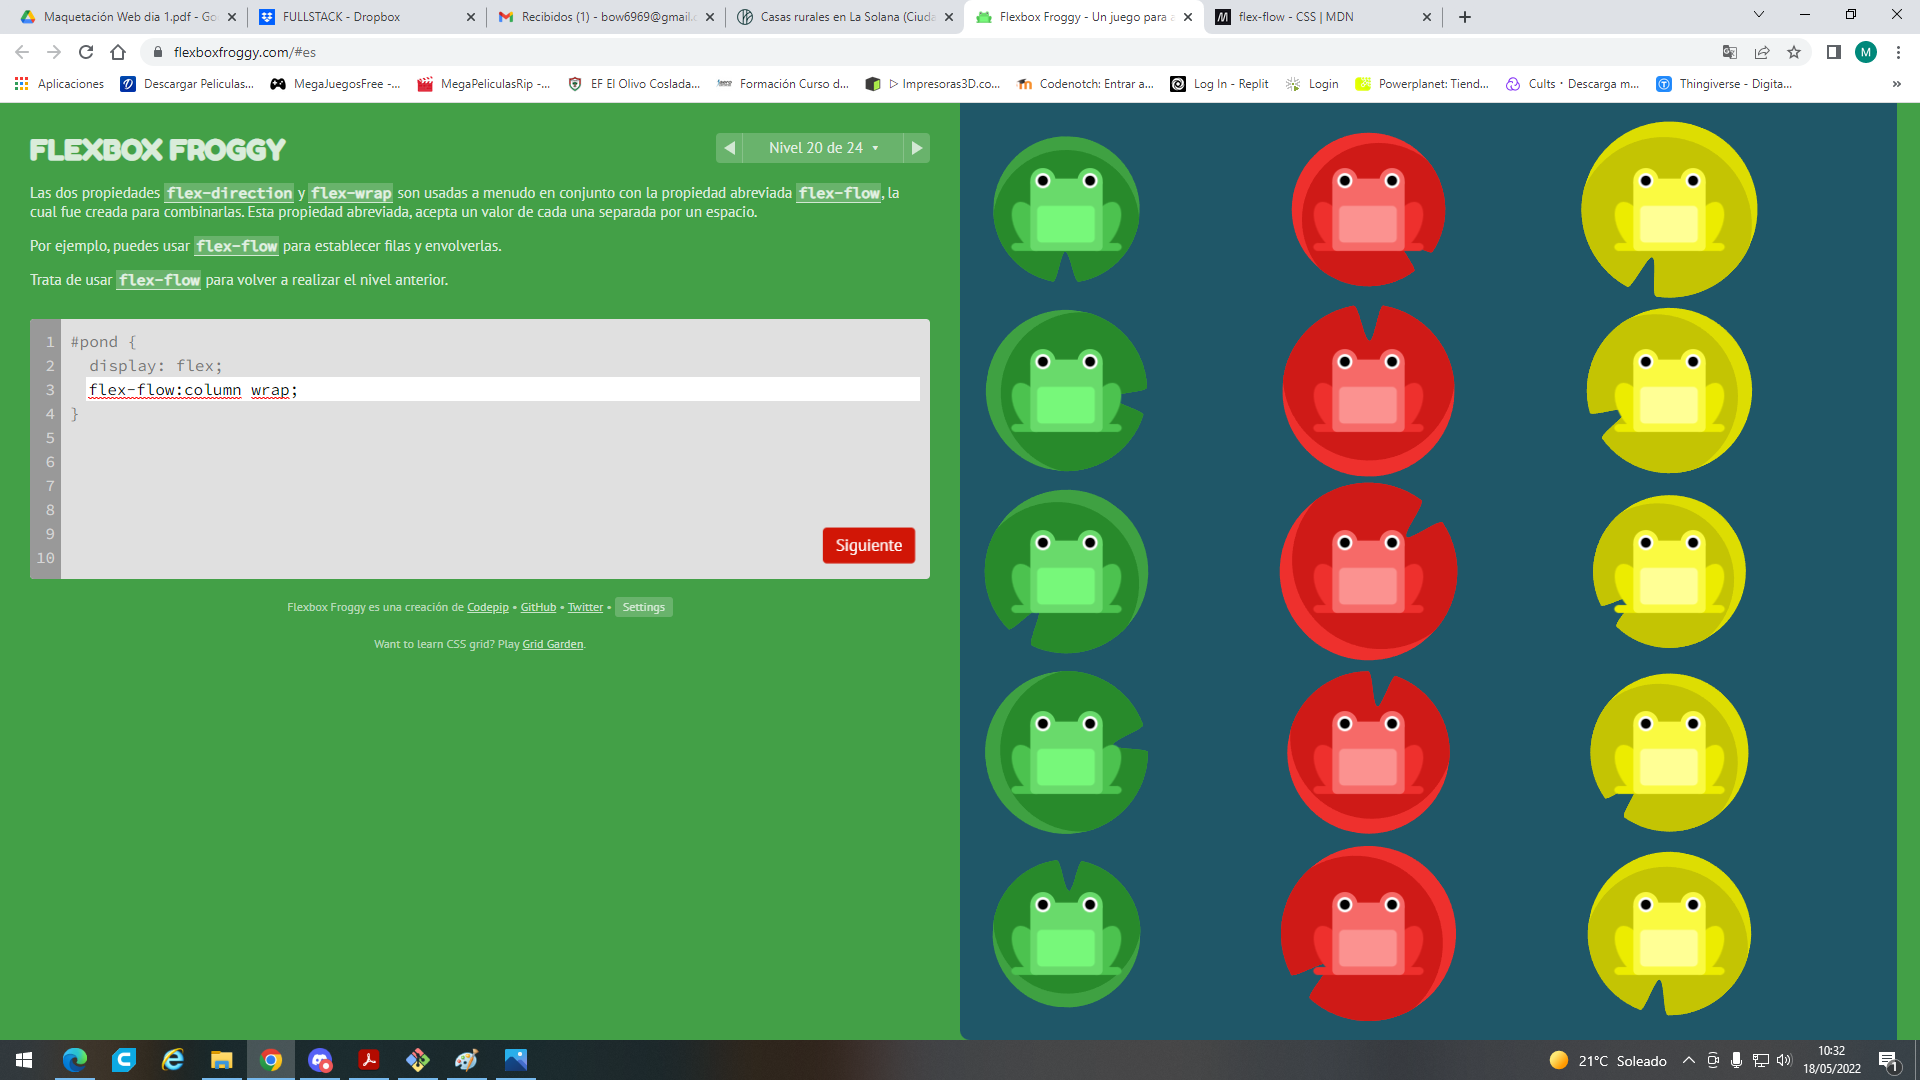 Maquetación Web dia 1.pdf - Go
FULLSTACK - Dropbox
Recibidos (1) - bow6969@gmail.c
Casas rurales en La Solana (Ciuda
Flexbox Froggy - Un juego para a
flex-flow - CSS | MDN
flexboxfroggy.com/#es
M
Aplicaciones
Descargar Peliculas...
MegaJuegosFree -...
MegaPeliculasRip -...
EF El Olivo Coslada...
Formación Curso d...
▷ Impresoras3D.co...
Codenotch: Entrar a...
Log In - Replit
Login
Powerplanet: Tiend...
Cults · Descarga m...
Thingiverse - Digita...
»
FLEXBOX FROGGY
Nivel 20 de 24
Las dos propiedades flex-direction y flex-wrap son usadas a menudo en conjunto con la propiedad abreviada flex-flow, la
cual fue creada para combinarlas. Esta propiedad abreviada, acepta un valor de cada una separada por un espacio.
Por ejemplo, puedes usar flex-flow para establecer filas y envolverlas.
Trata de usar flex-flow para volver a realizar el nivel anterior.
1 #pond {
2 display: flex;
3 flex-flow:column wrap;
4 }
5
6
7
8
9
10
Siguiente
Flexbox Froggy es una creación de Codepip • GitHub • Twitter • Settings
Want to learn CSS grid? Play Grid Garden.
21°C Soleado
10:32
18/05/2022
1